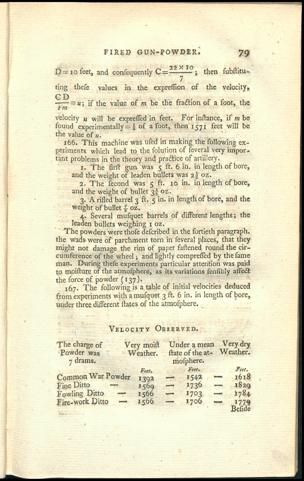 FIRED GUN-POWDER. 79
D=10 feet, and consequently C=22×10/7; then substitu-
ting these values in the expression of the velocity,
CD/rm=u; if the value of m be the fraction of a foot, the
velocity u will be expressed in feet. For instance, if m be
found experimentally=⅕ of a foot, then 1571 feet will be
the value of u.
166. This machine was used in making the following ex-
periments which lead to the solution of several very impor-
tant problems in the theory and practice of artillery.
1. The first gun was 5 ft. 6 in. in length of bore,
and the weight of leaden bullets was 2½ oz.
2. The second was 5 ft. 10 in. in length of bore,
and the weight of bullet 3½ oz.
3. A rifled barrel 3 ft. 5 in. in length of bore, and the
weight of bullet oz.
4. Several musquet barrels of different lengths; the
leaden bullets weighing 1 oz.
The powders were those described in the fortieth paragraph.
the wads were of parchment torn in several places, that they
might not damage the rim of paper fastened round the cir-
cumference of the wheel; and lightly compressed by the same
man. During these experiments particular attention was paid
to moisture of the atmosphere, as its variations sensibly affect
the force of powder (137).
167. The following is a table of initial velocities deduced
from experiments with a musquet 3 ft. 6 in. in length of bore,
under three different states of the atmosphere.
VELOCITY OBSERVED.
The charge of Very moist Under a mean Very dry
Powder was Weather. state of the at- Weather.
7 drams. mosphere.
Feet. Feet. Feet.
Common War Powder 1392 — 1542 — 1618
Fine Ditto — 1569 — 1736 — 1829
Fowling Ditto — 1566 — 1703 — 1784
Fire-work Ditto — 1566 — 1706 — 1779
Beside